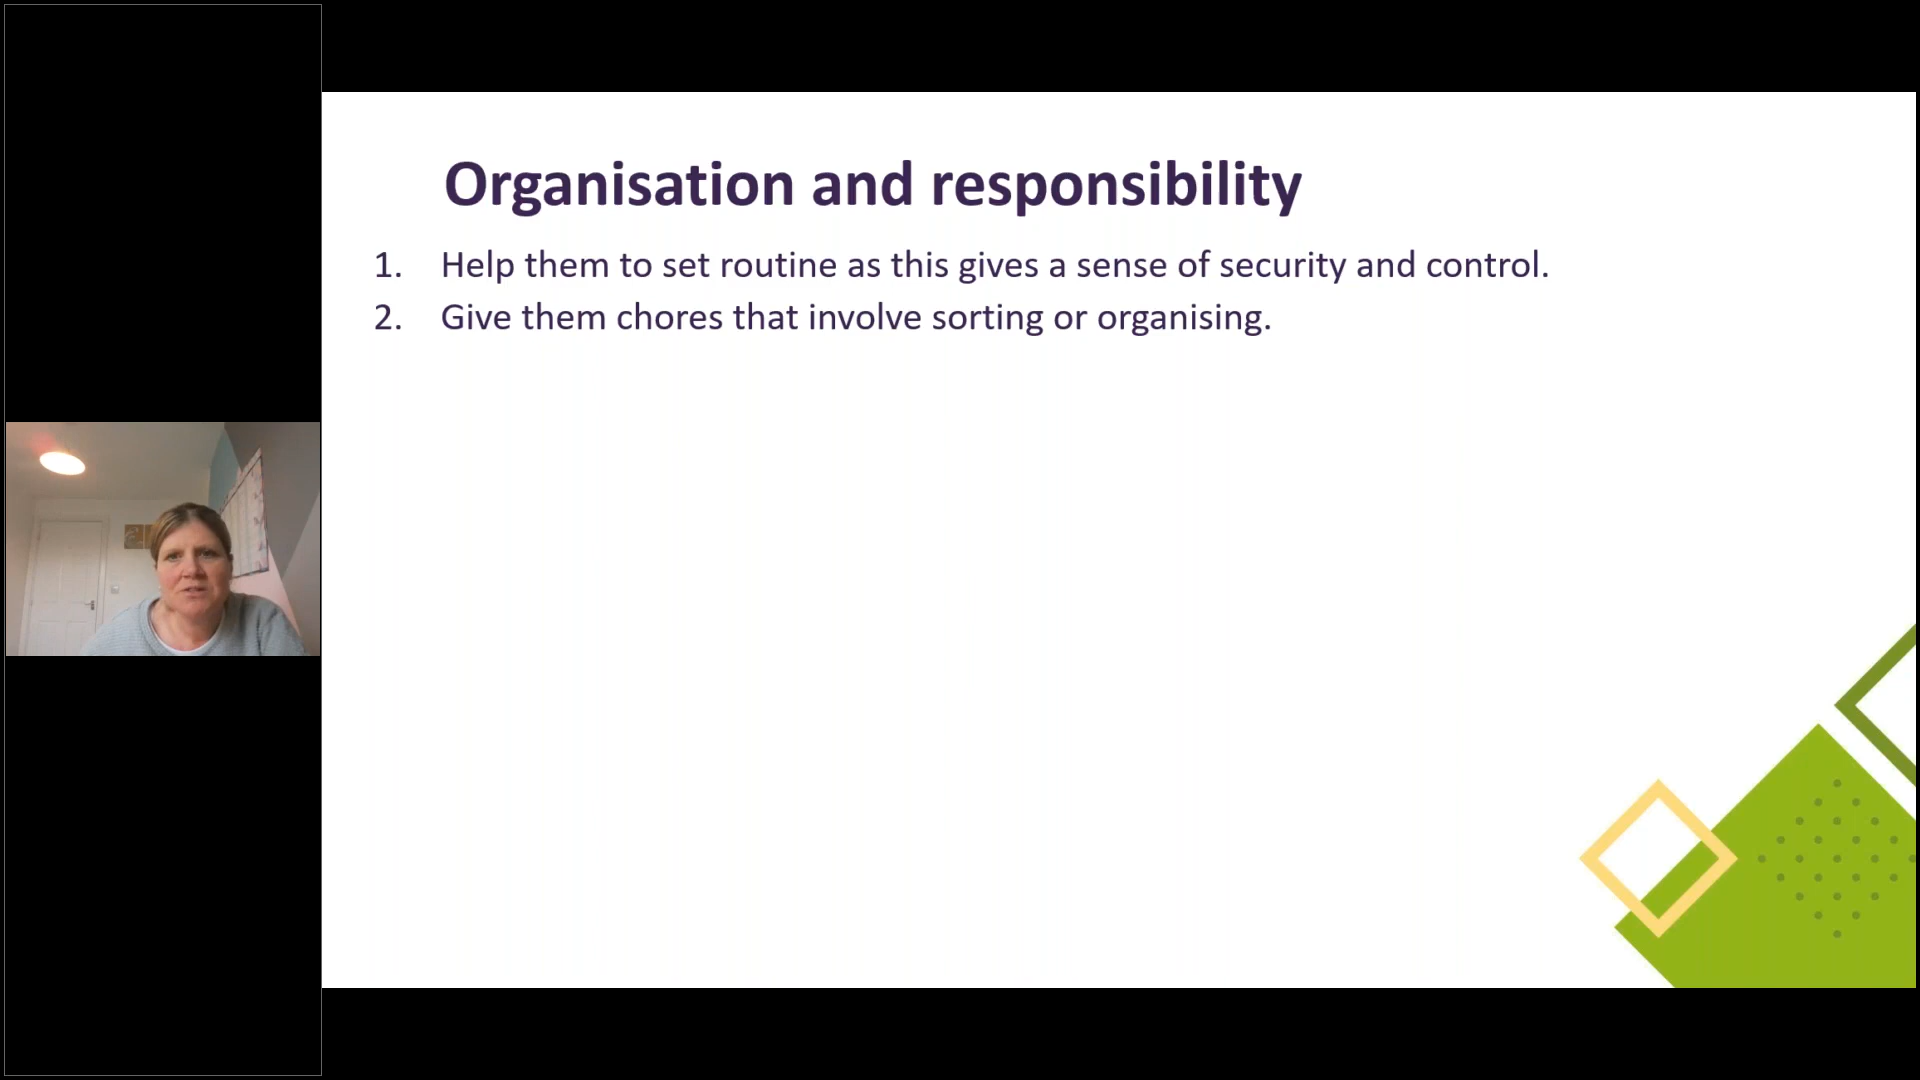 Organisation and responsibility
1. Help them to set routine as this gives a sense of security and control.
2. Give them chores that involve sorting or organising.